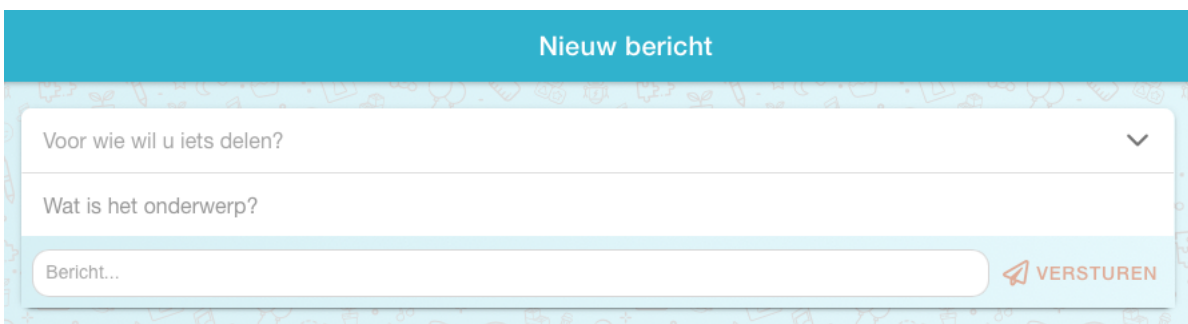 Nieuw bericht
Voor wie wil u iets delen?
Wat is het onderwerp?
Bericht...
VERSTUREN